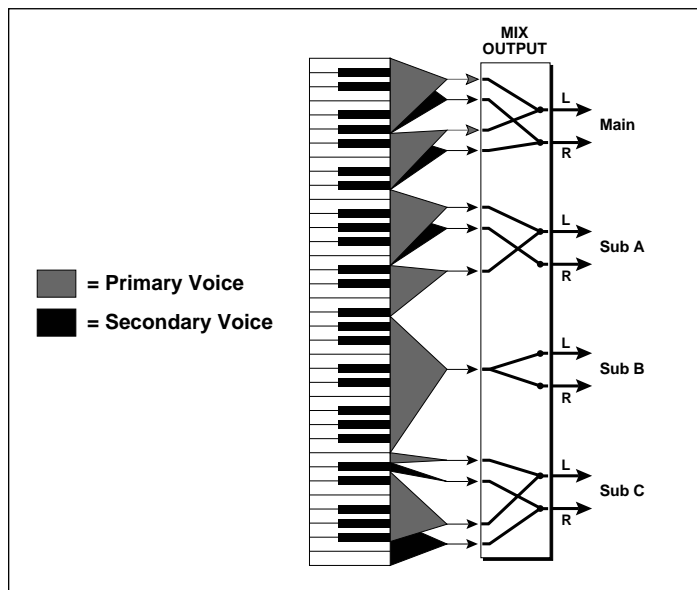 MIX
OUTPUT
L
Main
R
L
Sub A
R
= Primary Voice
= Secondary Voice
L
Sub B
R
L
Sub C
R